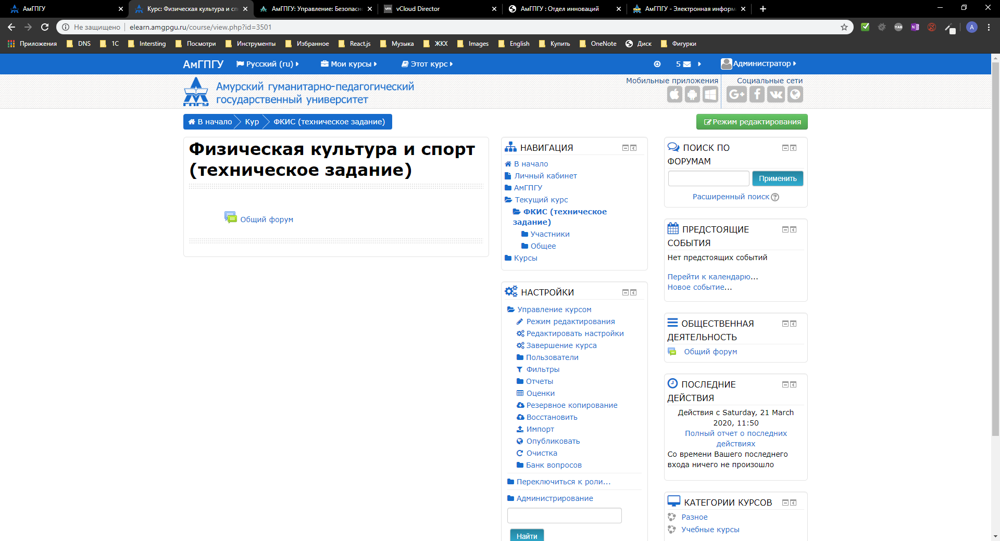 АмГПГУ
Курс: Физическая культура и сп
АмГПГУ: Управление: Безопасн
vCloud Director
АмГПГУ : Отдел инноваций
АмГПГУ - Электронная информ
Не защищено
elearn.amgpgu.ru/course/view.php?id=3501
Приложения
DNS
1С
Intersting
Посмотри
Инструменты
Избранное
React.js
Музыка
ЖКХ
Images
English
Купить
OneNote
Диск
Фигурки
АмГПГУ
Русский (ru)
Мои курсы
Этот курс
5
Администратор
Амурский гуманитарно-педагогический
государственный университет
Мобильные приложения
Социальные сети
В начало
Кур
ФКИС (техническое задание)
Режим редактирования
Физическая культура и спорт
(техническое задание)
Общий форум
НАВИГАЦИЯ
В начало
Личный кабинет
АмГПГУ
Текущий курс
ФКИС (техническое
задание)
Участники
Общее
Курсы
НАСТРОЙКИ
Управление курсом
Режим редактирования
Редактировать настройки
Завершение курса
Пользователи
Фильтры
Отчеты
Оценки
Резервное копирование
Восстановить
Импорт
Опубликовать
Очистка
Банк вопросов
Переключиться к роли...
Администрирование
Найти
ПОИСК ПО
ФОРУМАМ
Применить
Расширенный поиск
ПРЕДСТОЯЩИЕ
СОБЫТИЯ
Нет предстоящих событий
Перейти к календарю...
Новое событие...
ОБЩЕСТВЕННАЯ
ДЕЯТЕЛЬНОСТЬ
Общий форум
ПОСЛЕДНИЕ
ДЕЙСТВИЯ
Действия с Saturday, 21 March
2020, 11:50
Полный отчет о последних
действиях
Со времени Вашего последнего
входа ничего не произошло
КАТЕГОРИИ КУРСОВ
Разное
Учебные курсы